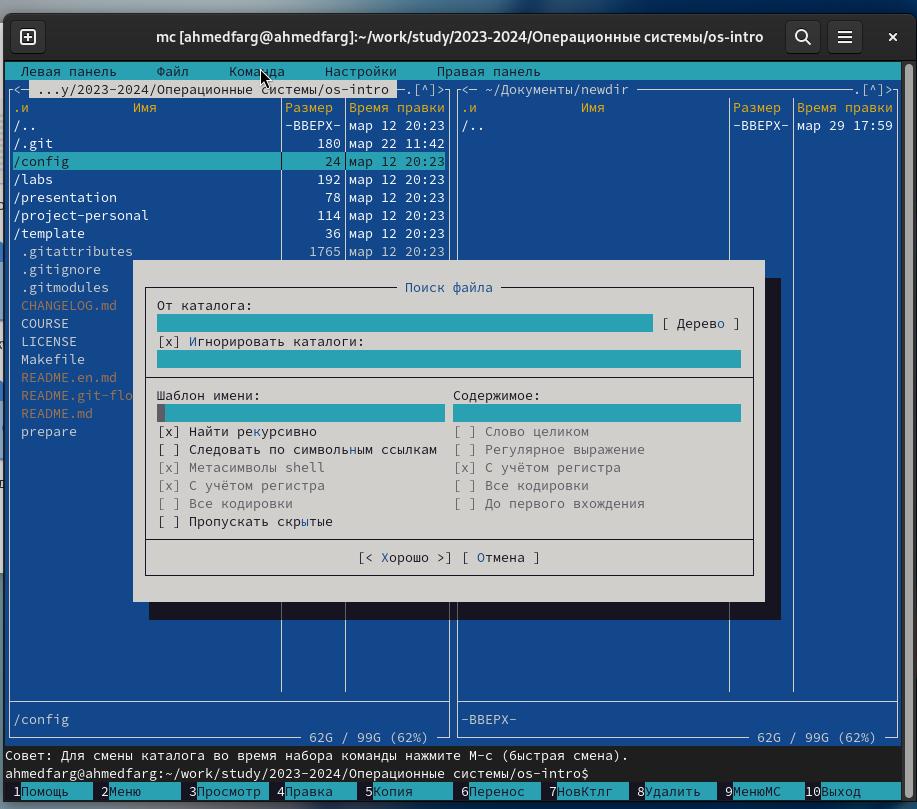 mc [ahmedfarg@ahmedfarg]:~/work/study/2023-2024/Операционные системы/os-intro
Левая панель Файл Команда Настройки Правая панель
<─ ...y/2023-2024/Операционные системы/os-intro ─.[^]>
.и Имя Размер Время правки
/.. -ВВЕРХ- мар 12 20:23
/.git 180 мар 22 11:42
/config 24 мар 12 20:23
/labs 192 мар 12 20:23
/presentation 78 мар 12 20:23
/project-personal 114 мар 12 20:23
/template 36 мар 12 20:23
.gitattributes 1765 мар 12 20:23
.gitignore
.gitmodules
CHANGELOG.md
COURSE
LICENSE
Makefile
README.en.md
README.git-flo
README.md
prepare
/config
62G / 99G (62%)
<─ ~/Документы/newdir .[^]>
.и Имя Размер Время правки
/.. -ВВЕРХ- мар 29 17:59
-ВВЕРХ-
62G / 99G (62%)
Поиск файла
От каталога:
[ Дерево ]
[x] Игнорировать каталоги:
Шаблон имени: Содержимое:
[x] Найти рекурсивно [ ] Слово целиком
[ ] Следовать по символьным ссылкам [ ] Регулярное выражение
[x] Метасимволы shell [x] С учётом регистра
[x] С учётом регистра [ ] Все кодировки
[ ] Все кодировки [ ] До первого вхождения
[ ] Пропускать скрытые
[< Хорошо >] [ Отмена ]
Совет: Для смены каталога во время набора команды нажмите M-c (быстрая смена).
ahmedfarg@ahmedfarg:~/work/study/2023-2024/Операционные системы/os-intro$
1Помощь 2Меню 3Просмотр 4Правка 5Копия 6Перенос 7НовКтлг 8Удалить 9МенюМС 10Выход